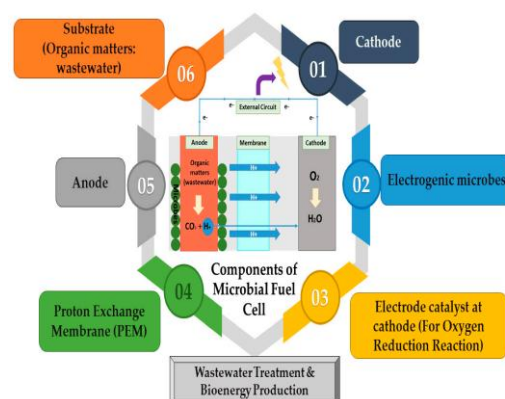 Substrate
(Organic matters:
wastewater)
06
01
Cathode
External Circuit
e-
e-
e-
e-
Anode
Membrane
Cathode
Organic
matters
(wastewater)
CO₂ + H+
H+
H+
H+
O₂
H₂O
Anode
05
02
Electrogenic microbes
04
Proton Exchange
Membrane (PEM)
Components of
Microbial Fuel
Cell
03
Electrode catalyst at
cathode (For Oxygen
Reduction Reaction)
Wastewater Treatment &
Bioenergy Production